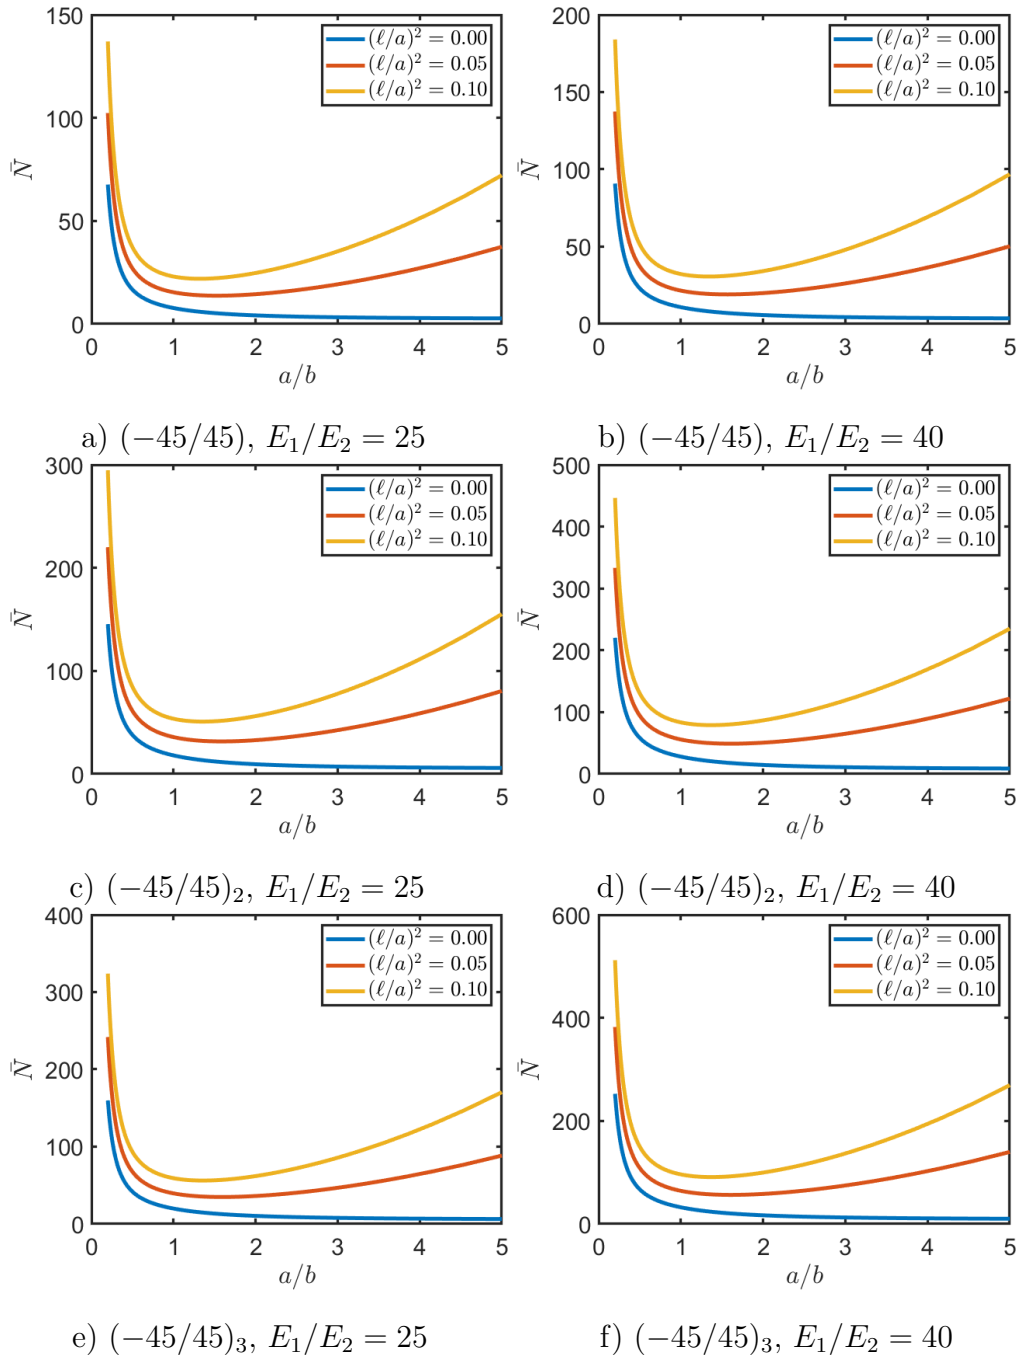 150
100
50
0
N̄
(ℓ/a)² = 0.00
(ℓ/a)² = 0.05
(ℓ/a)² = 0.10
0 1 2 3 4 5
a/b
a) (−45/45), E₁/E₂ = 25
200
150
100
50
0
N̄
(ℓ/a)² = 0.00
(ℓ/a)² = 0.05
(ℓ/a)² = 0.10
0 1 2 3 4 5
a/b
b) (−45/45), E₁/E₂ = 40
300
200
100
0
N̄
(ℓ/a)² = 0.00
(ℓ/a)² = 0.05
(ℓ/a)² = 0.10
0 1 2 3 4 5
a/b
c) (−45/45)₂, E₁/E₂ = 25
500
400
300
200
100
0
N̄
(ℓ/a)² = 0.00
(ℓ/a)² = 0.05
(ℓ/a)² = 0.10
0 1 2 3 4 5
a/b
d) (−45/45)₂, E₁/E₂ = 40
400
300
200
100
0
N̄
(ℓ/a)² = 0.00
(ℓ/a)² = 0.05
(ℓ/a)² = 0.10
0 1 2 3 4 5
a/b
e) (−45/45)₃, E₁/E₂ = 25
600
400
200
0
N̄
(ℓ/a)² = 0.00
(ℓ/a)² = 0.05
(ℓ/a)² = 0.10
0 1 2 3 4 5
a/b
f) (−45/45)₃, E₁/E₂ = 40